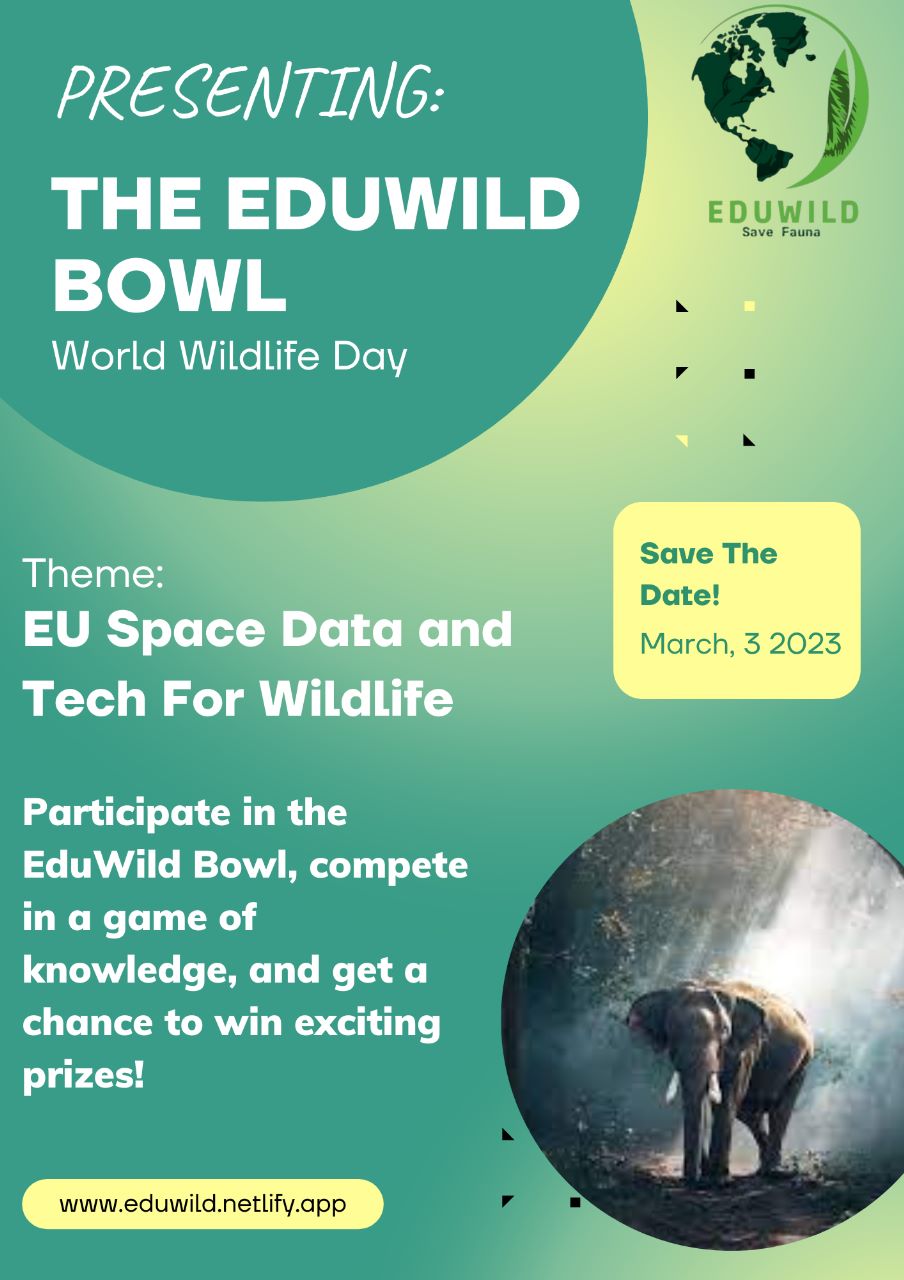 PRESENTING:
THE EDUWILD
BOWL
World Wildlife Day
EDUWILD
Save Fauna
Theme:
EU Space Data and
Tech For Wildlife
Save The
Date!
March, 3 2023
Participate in the
EduWild Bowl, compete
in a game of
knowledge, and get a
chance to win exciting
prizes!
www.eduwild.netlify.app